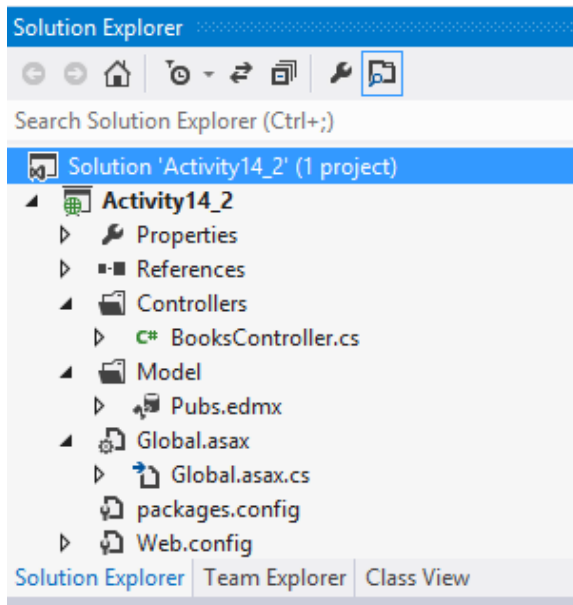 Solution Explorer
Search Solution Explorer (Ctrl+;)
Solution 'Activity14_2' (1 project)
Activity14_2
Properties
References
Controllers
C# BooksController.cs
Model
Pubs.edmx
Global.asax
Global.asax.cs
packages.config
Web.config
Solution Explorer Team Explorer Class View